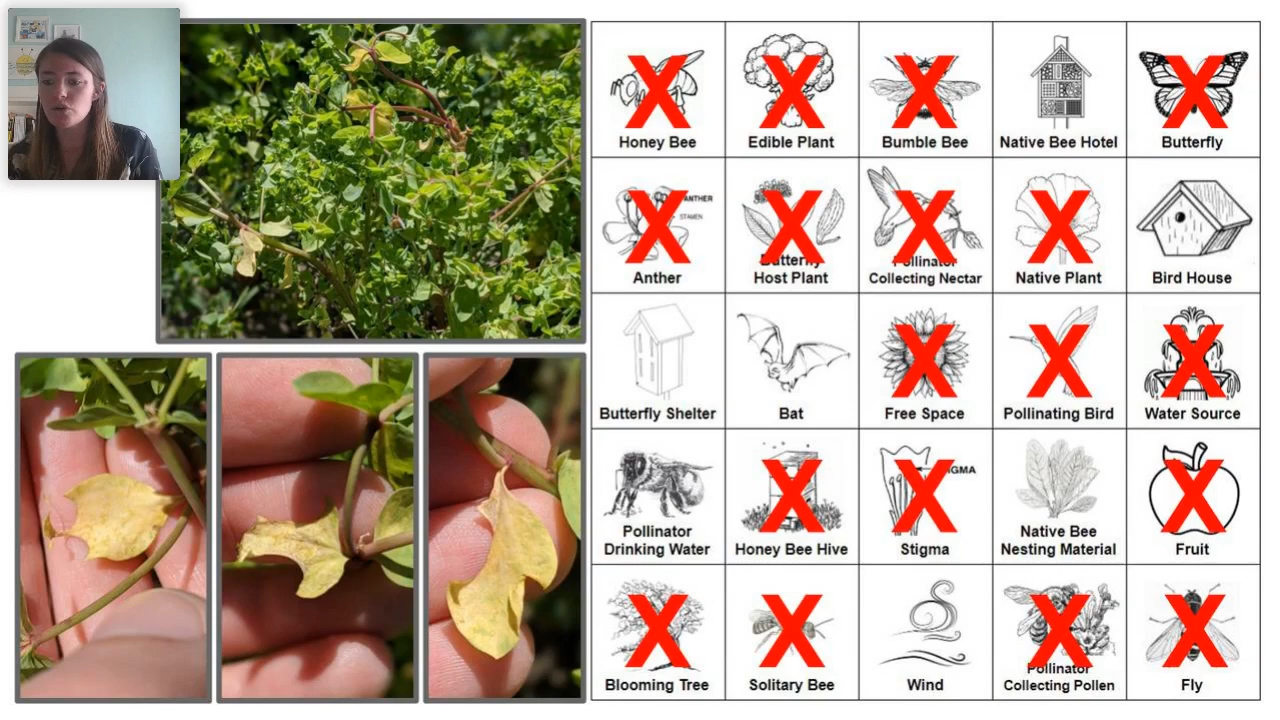 Honey Bee
Edible Plant
Bumble Bee
Native Bee Hotel
Butterfly
ANTHER
STAMEN
Anther
Butterfly
Host Plant
Pollinator
Collecting Nectar
Native Plant
Bird House
Butterfly Shelter
Bat
Free Space
Pollinating Bird
Water Source
Pollinator
Drinking Water
Honey Bee Hive
IGMA
Stigma
Native Bee
Nesting Material
Fruit
Blooming Tree
Solitary Bee
Wind
Pollinator
Collecting Pollen
Fly